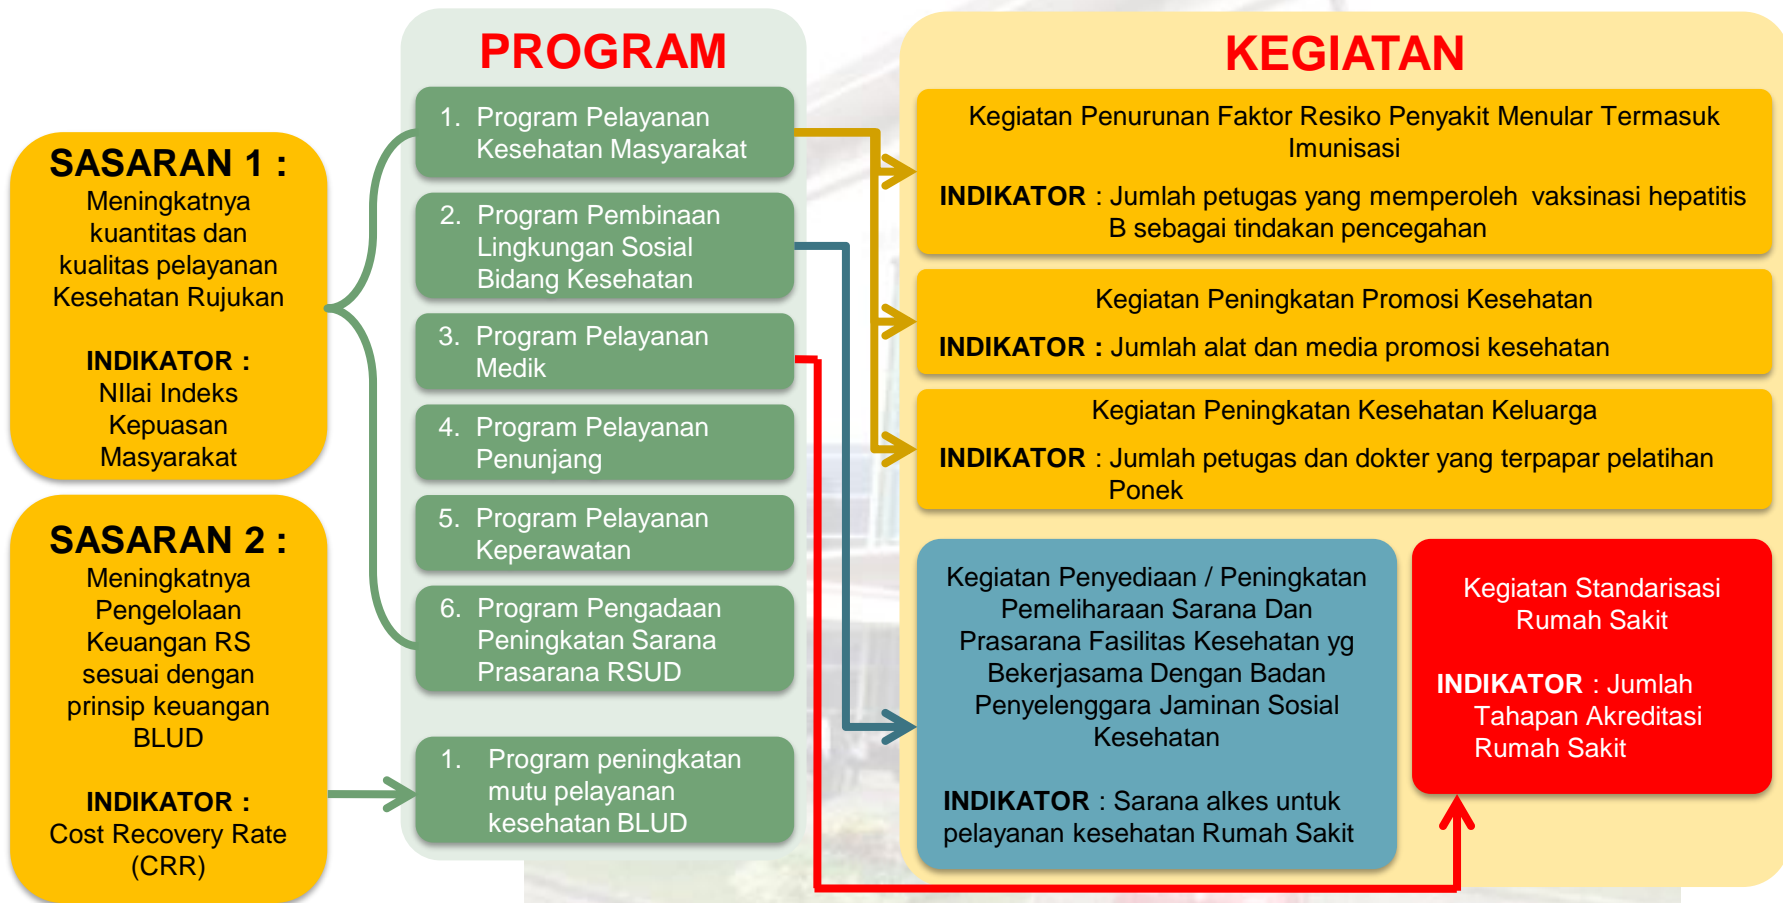 SASARAN 1 :
Meningkatnya
kuantitas dan
kualitas pelayanan
Kesehatan Rujukan
INDIKATOR :
NIlai Indeks
Kepuasan
Masyarakat
SASARAN 2 :
Meningkatnya
Pengelolaan
Keuangan RS
sesuai dengan
prinsip keuangan
BLUD
INDIKATOR :
Cost Recovery Rate
(CRR)
PROGRAM
1. Program Pelayanan
Kesehatan Masyarakat
2. Program Pembinaan
Lingkungan Sosial
Bidang Kesehatan
3. Program Pelayanan
Medik
4. Program Pelayanan
Penunjang
5. Program Pelayanan
Keperawatan
6. Program Pengadaan
Peningkatan Sarana
Prasarana RSUD
1. Program peningkatan
mutu pelayanan
kesehatan BLUD
KEGIATAN
Kegiatan Penurunan Faktor Resiko Penyakit Menular Termasuk
Imunisasi
INDIKATOR : Jumlah petugas yang memperoleh vaksinasi hepatitis
B sebagai tindakan pencegahan
Kegiatan Peningkatan Promosi Kesehatan
INDIKATOR : Jumlah alat dan media promosi kesehatan
Kegiatan Peningkatan Kesehatan Keluarga
INDIKATOR : Jumlah petugas dan dokter yang terpapar pelatihan
Ponek
Kegiatan Penyediaan / Peningkatan
Pemeliharaan Sarana Dan
Prasarana Fasilitas Kesehatan yg
Bekerjasama Dengan Badan
Penyelenggara Jaminan Sosial
Kesehatan
INDIKATOR : Sarana alkes untuk
pelayanan kesehatan Rumah Sakit
Kegiatan Standarisasi
Rumah Sakit
INDIKATOR : Jumlah
Tahapan Akreditasi
Rumah Sakit